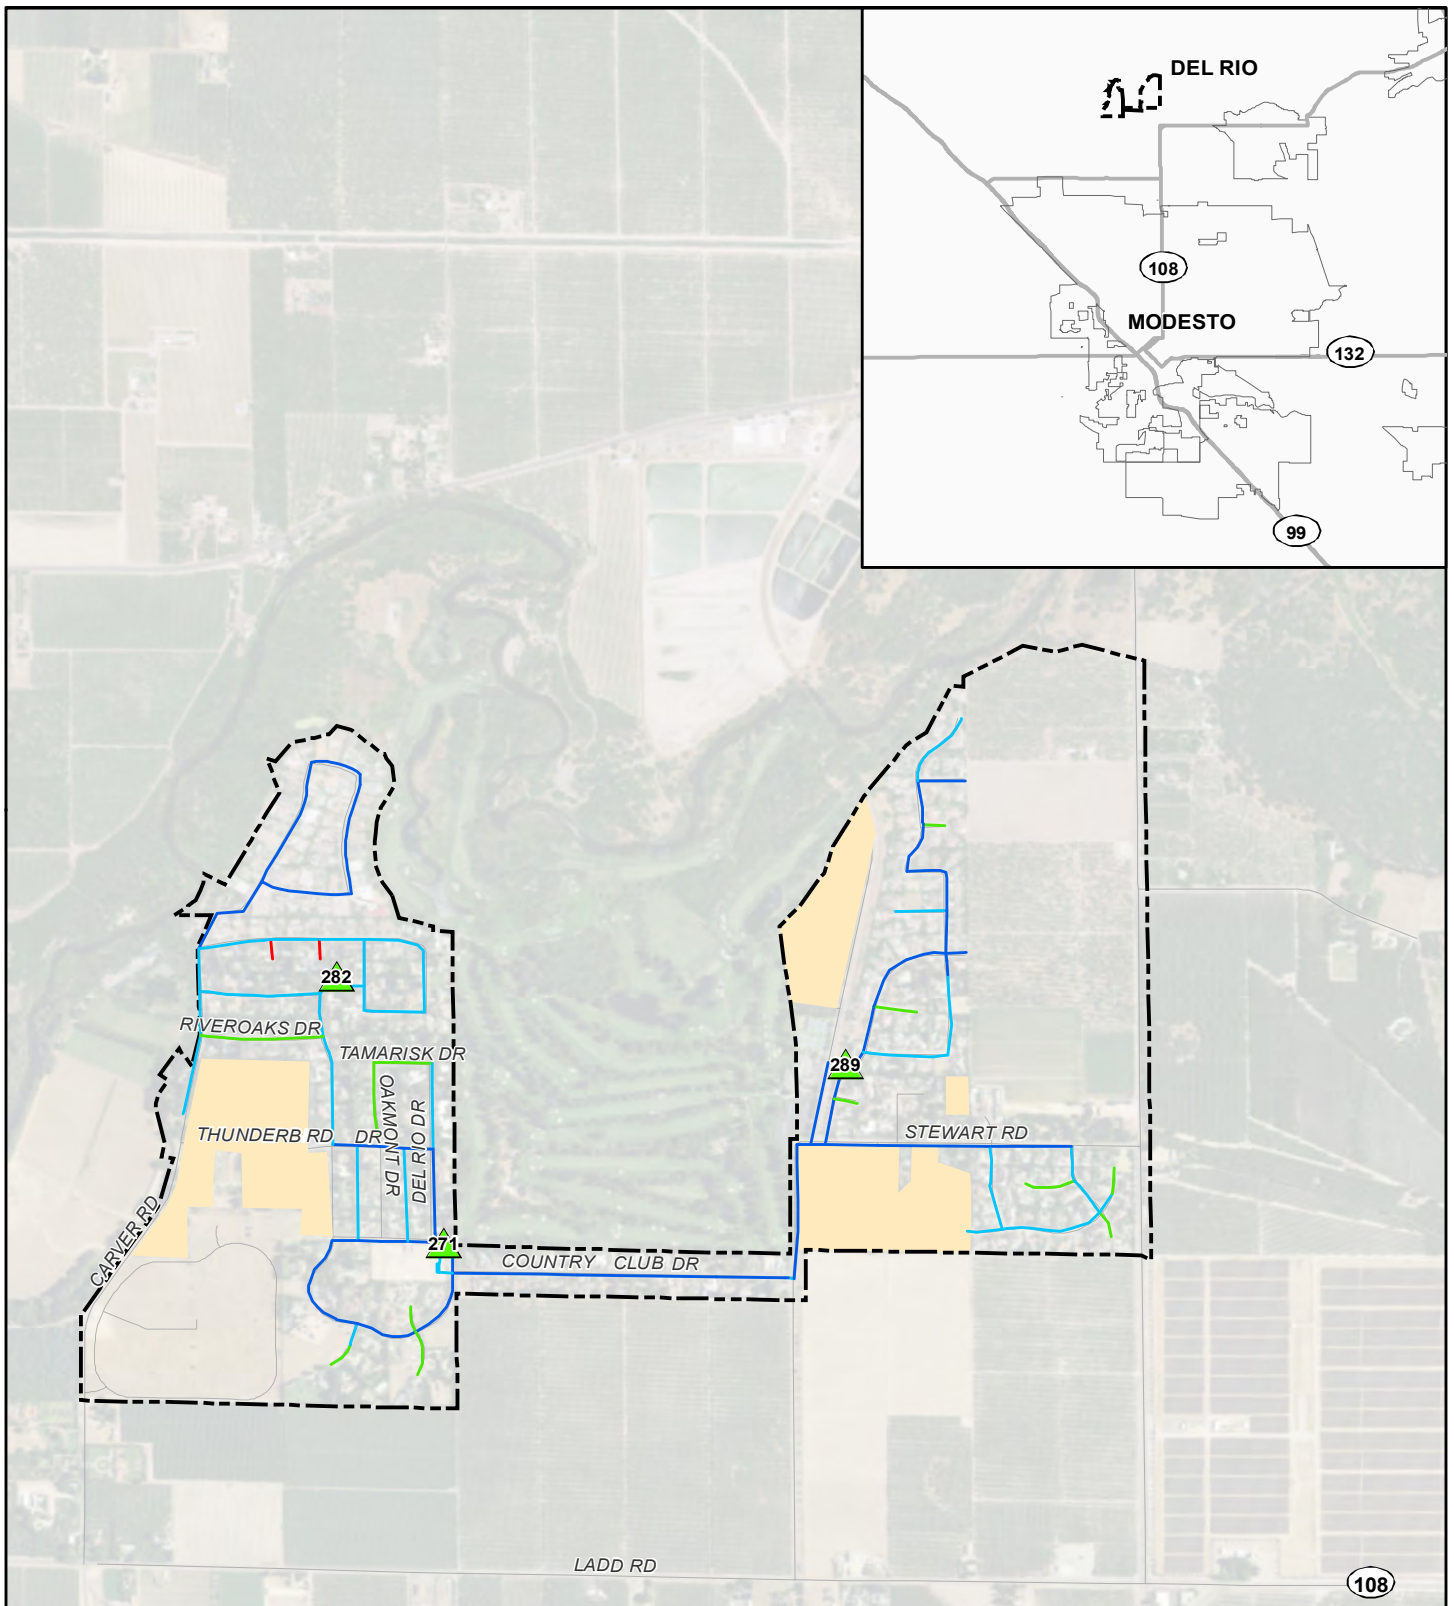 DEL RIO
108
MODESTO
132
99
282
RIVEROAKS DR
TAMARISK DR
289
OAKMONT DR
DEL RIO DR
THUNDERB RD DR
STEWART RD
CARVER RD
271
COUNTRY CLUB DR
LADD RD
108